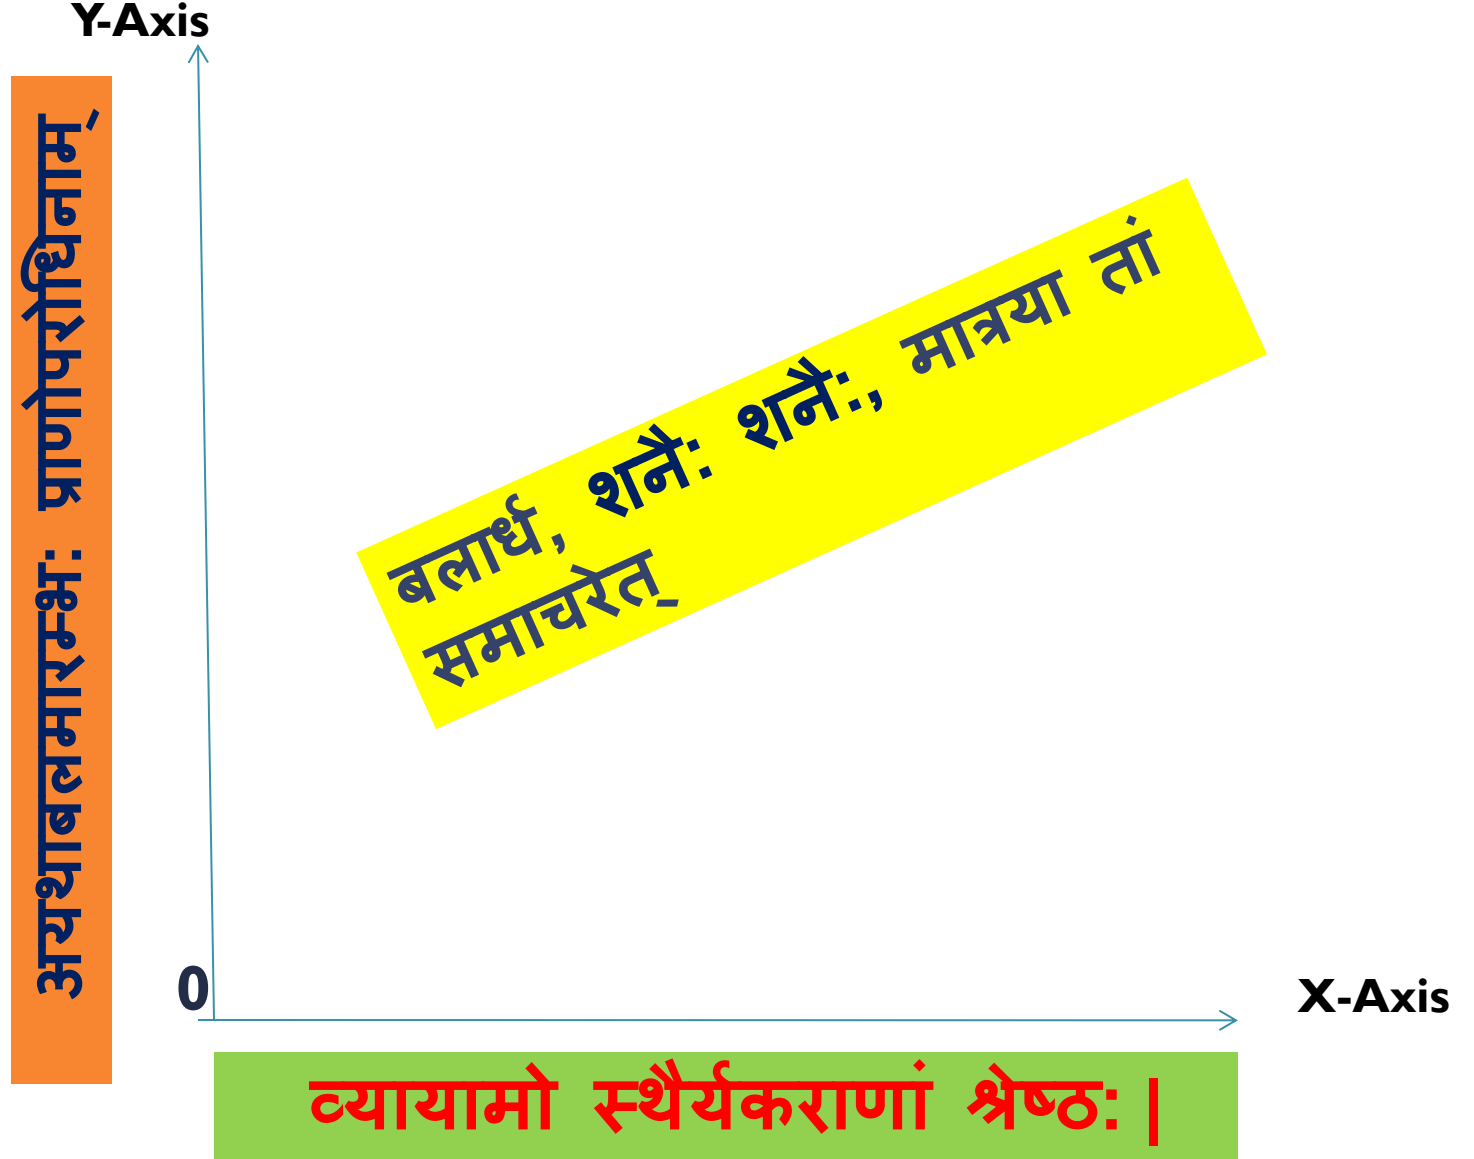 Y-Axis
अयथाबलमारम्भ: प्राणोपरोधिनाम्
बलार्ध, शनै: शनै:, मात्रया तां
समाचरेत्
0
X-Axis
व्यायामो स्थैर्यकराणां श्रेष्ठ: |